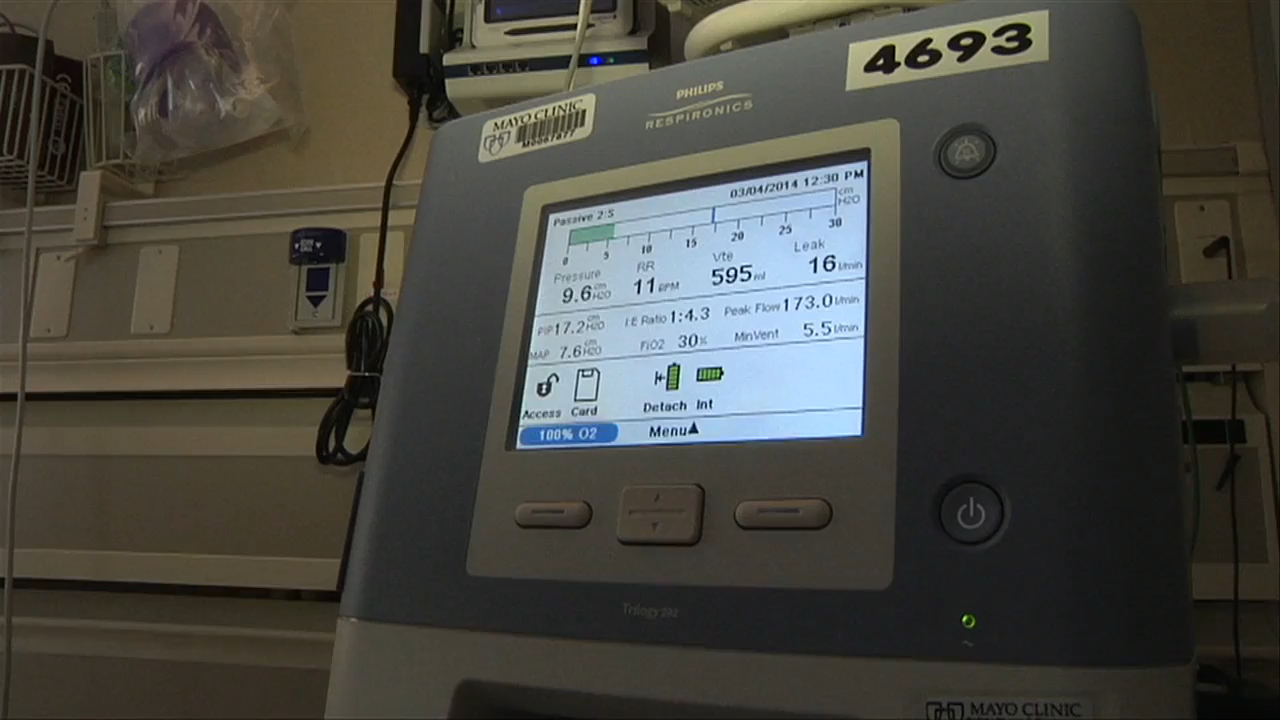 4693
PHILIPS
RESPIRONICS
MAYO CLINIC
M0067877
03/04/2014 12:30 PM
Passive 2:S
cm
H2O
0 5 10 15 20 25 30
Pressure RR Vte Leak
9.6 cm H2O 11 BPM 595 ml 16 l/min
PIP 17.2 cm H2O I:E Ratio 1:4.3 Peak Flow 173.0 l/min
MAP 7.6 cm H2O FiO2 30% MinVent 5.5 l/min
Access Card Detach Int
100% O2 Menu
Trilogy 202
MAYO CLINIC